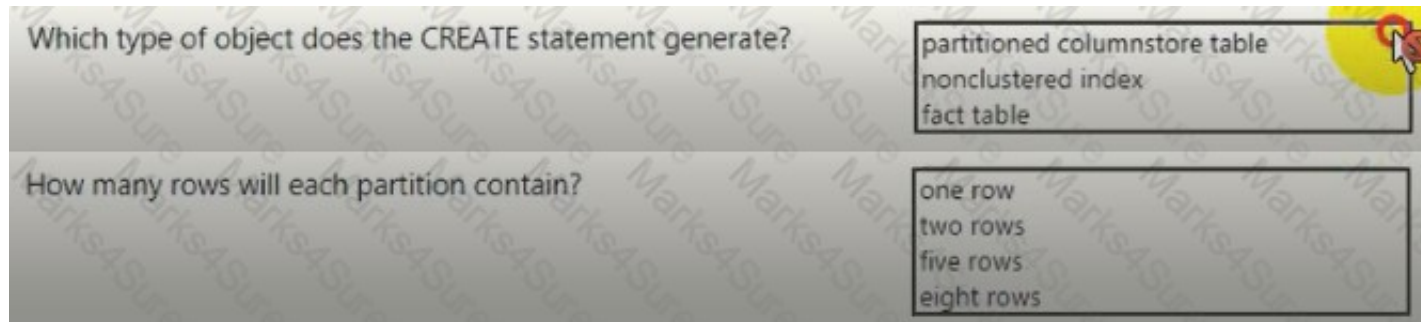 Which type of object does the CREATE statement generate?
partitioned columnstore table
nonclustered index
fact table
How many rows will each partition contain?
one row
two rows
five rows
eight rows
Marks4Sure